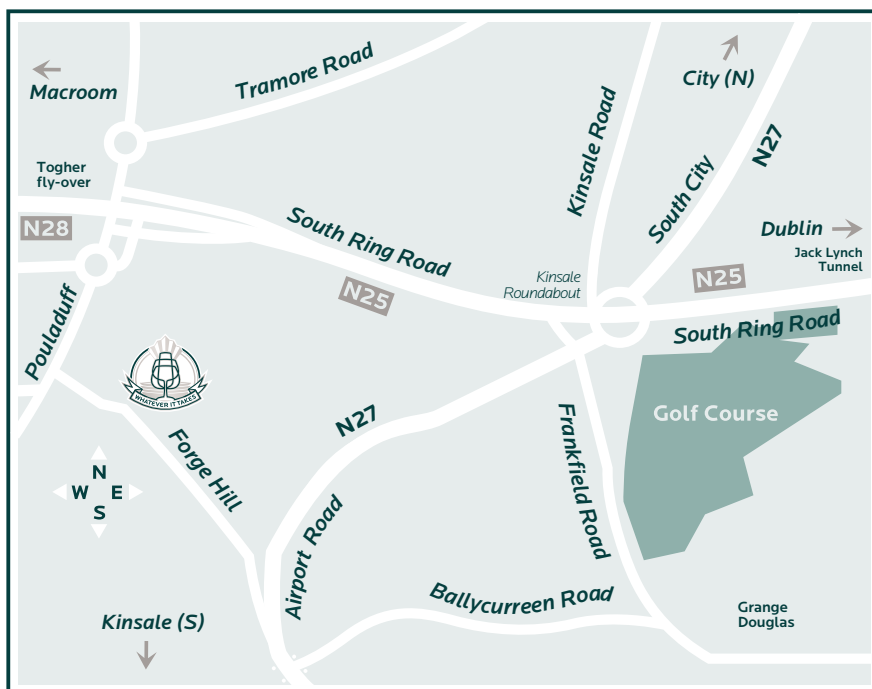 Macroom
Tramore Road
City (N)
Kinsale Road
N27
South City
Togher
fly-over
N28
South Ring Road
N25
Dublin
Jack Lynch
Tunnel
Kinsale
Roundabout
N25
South Ring Road
Pouladuff
WHATEVER IT TAKES
N27
Golf Course
Forge Hill
Frankfield Road
N
W E
S
Airport Road
Ballycurreen Road
Kinsale (S)
Grange
Douglas